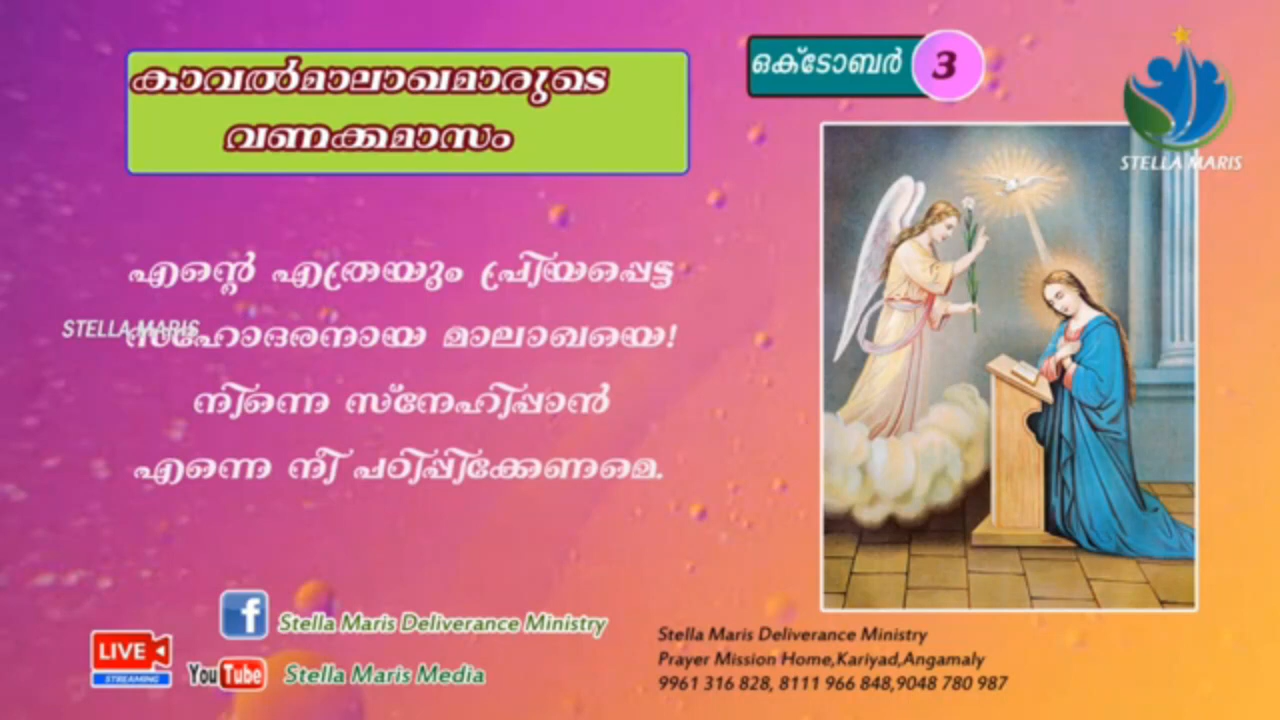 കാവൽമാലാഖമാരുടെ
വണക്കമാസം
ഒക്ടോബർ 3
STELLA MARIS
എന്റെ എത്രയും പ്രിയപ്പെട്ട
STELLA MARIS
സഹോദരനായ മാലാഖയെ!
നിന്നെ സ്നേഹിപ്പാൻ
എന്നെ നീ പഠിപ്പിക്കേണമെ.
f Stella Maris Deliverance Ministry
LIVE
STREAMING
YouTube Stella Maris Media
Stella Maris Deliverance Ministry
Prayer Mission Home,Kariyad,Angamaly
9961 316 828, 8111 966 848,9048 780 987